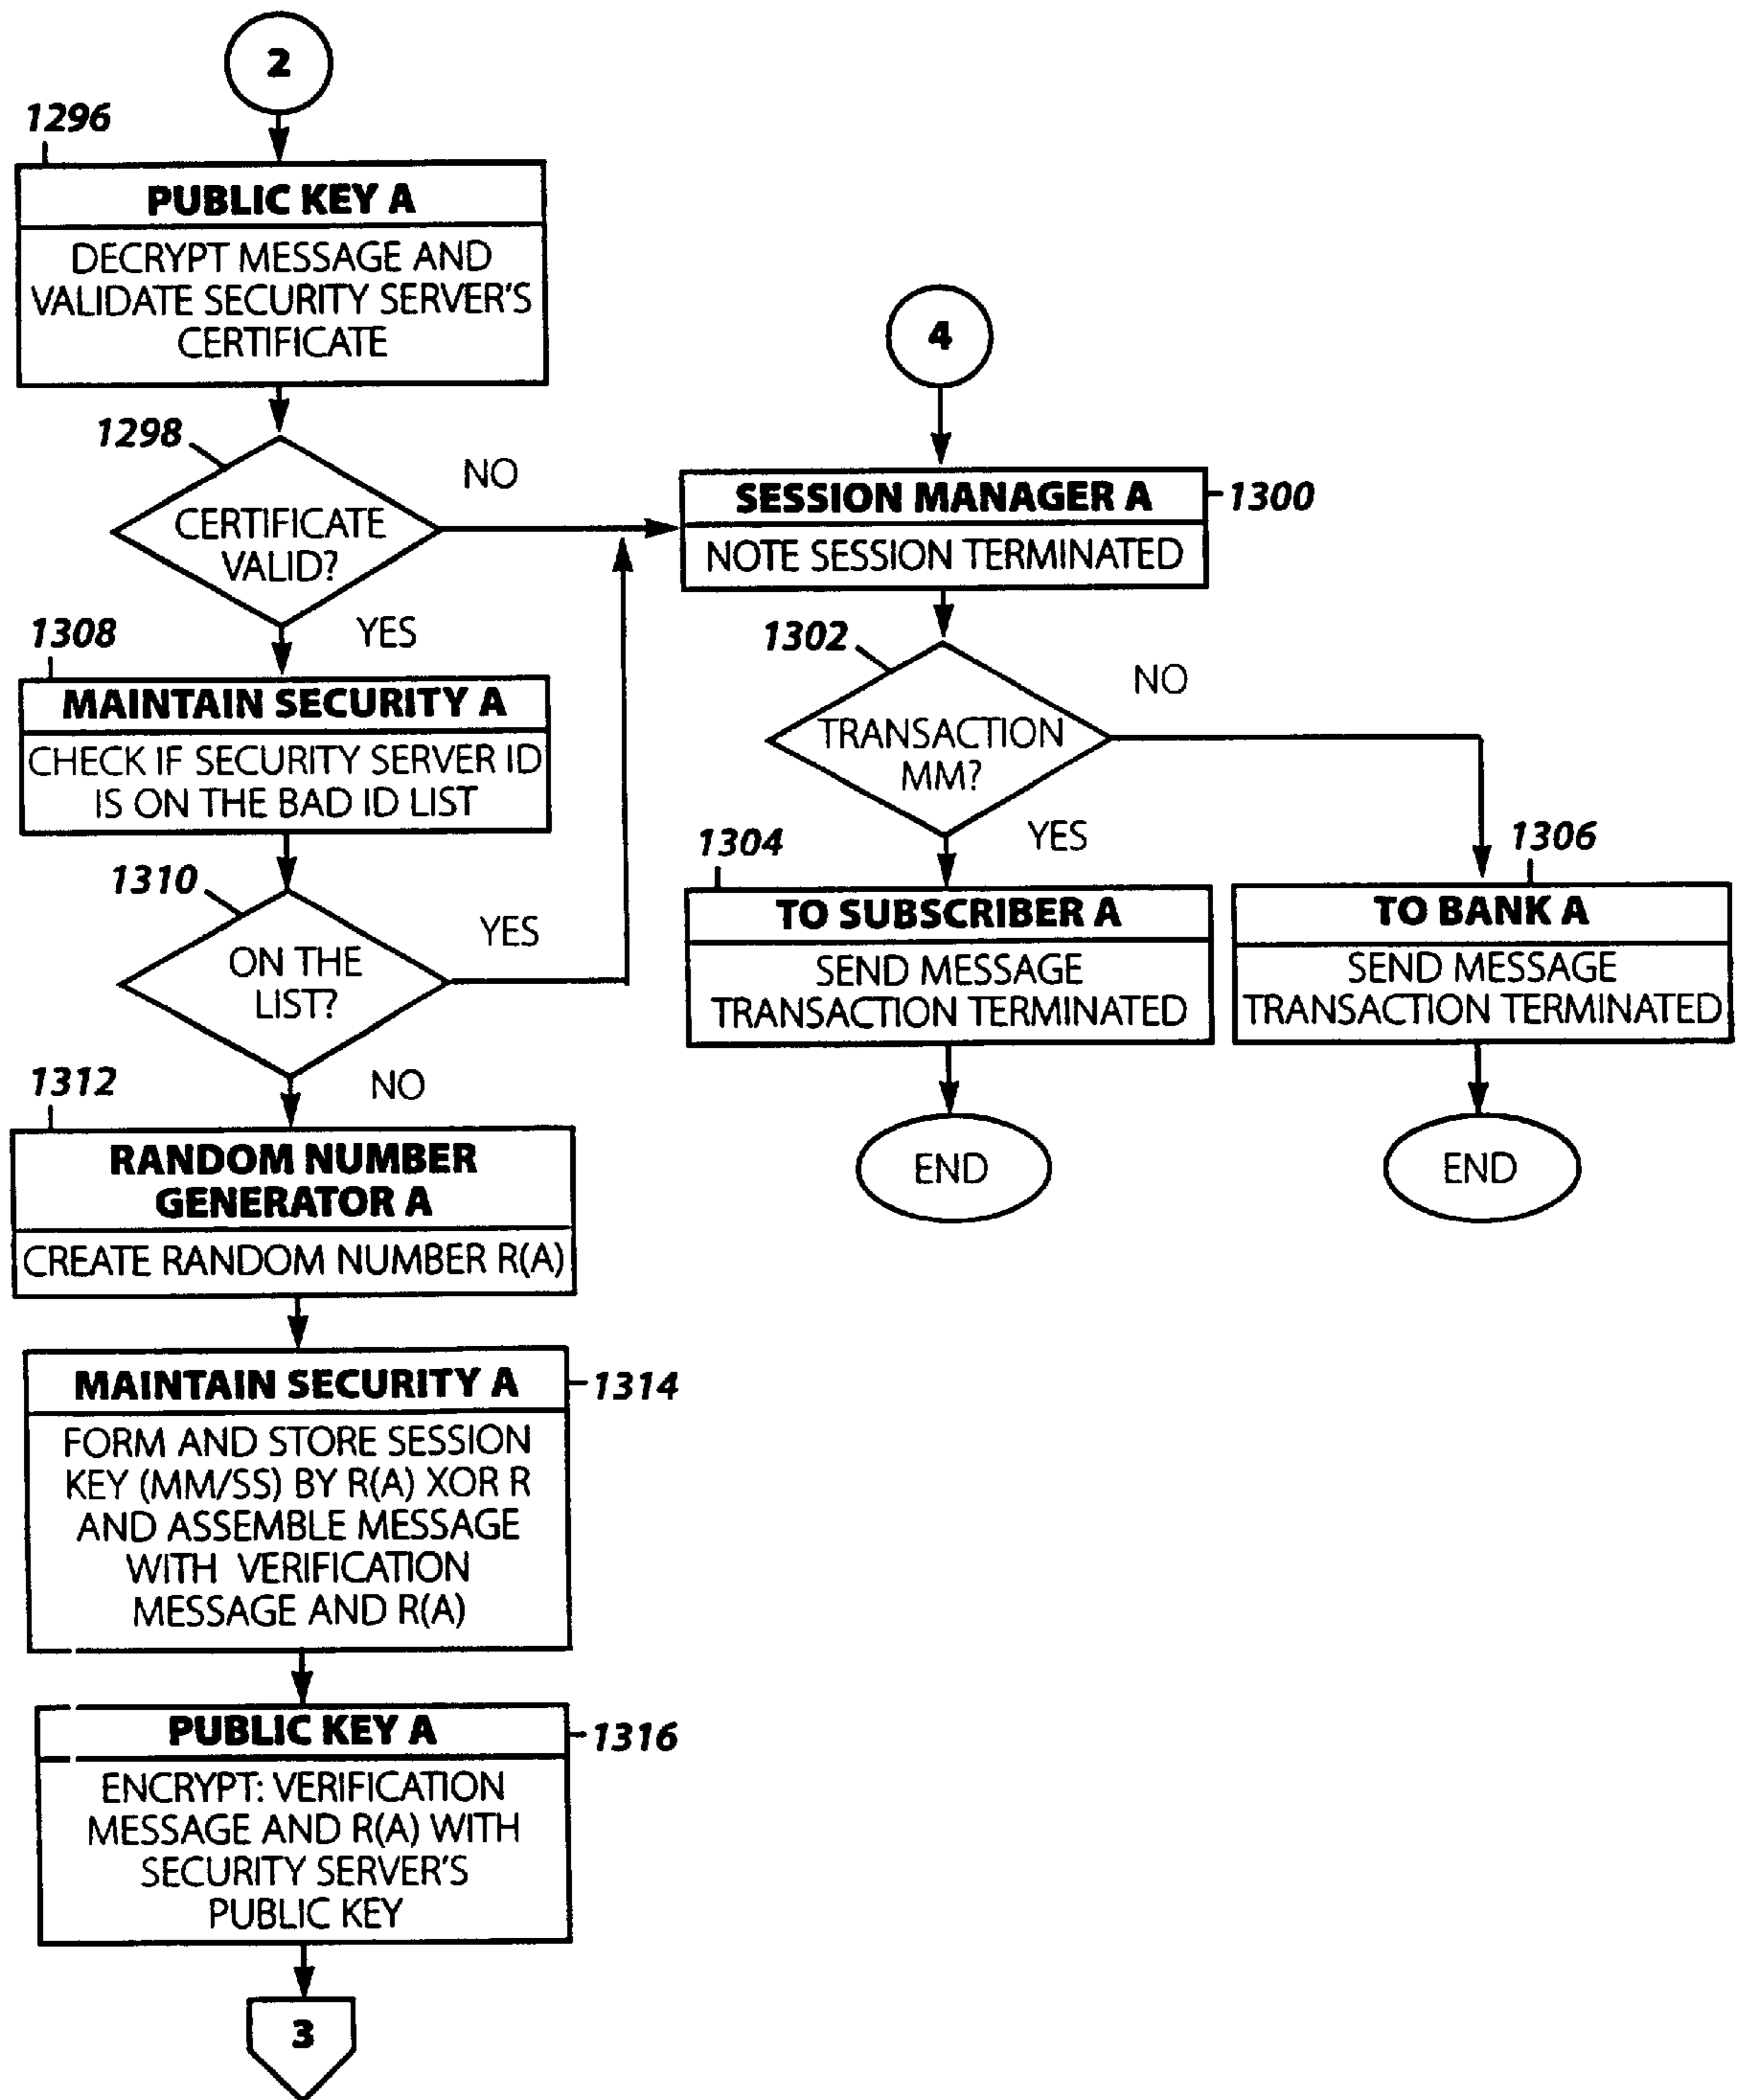 2
1296
PUBLIC KEY A
DECRYPT MESSAGE AND
VALIDATE SECURITY SERVER'S
CERTIFICATE
1298
CERTIFICATE
VALID?
NO
YES
1308
MAINTAIN SECURITY A
CHECK IF SECURITY SERVER ID
IS ON THE BAD ID LIST
1310
ON THE
LIST?
YES
NO
1312
RANDOM NUMBER
GENERATOR A
CREATE RANDOM NUMBER R(A)
MAINTAIN SECURITY A
1314
FORM AND STORE SESSION
KEY (MM/SS) BY R(A) XOR R
AND ASSEMBLE MESSAGE
WITH VERIFICATION
MESSAGE AND R(A)
PUBLIC KEY A
1316
ENCRYPT: VERIFICATION
MESSAGE AND R(A) WITH
SECURITY SERVER'S
PUBLIC KEY
3
4
SESSION MANAGER A
1300
NOTE SESSION TERMINATED
1302
TRANSACTION
MM?
NO
YES
1304
TO SUBSCRIBER A
SEND MESSAGE
TRANSACTION TERMINATED
END
1306
TO BANK A
SEND MESSAGE
TRANSACTION TERMINATED
END